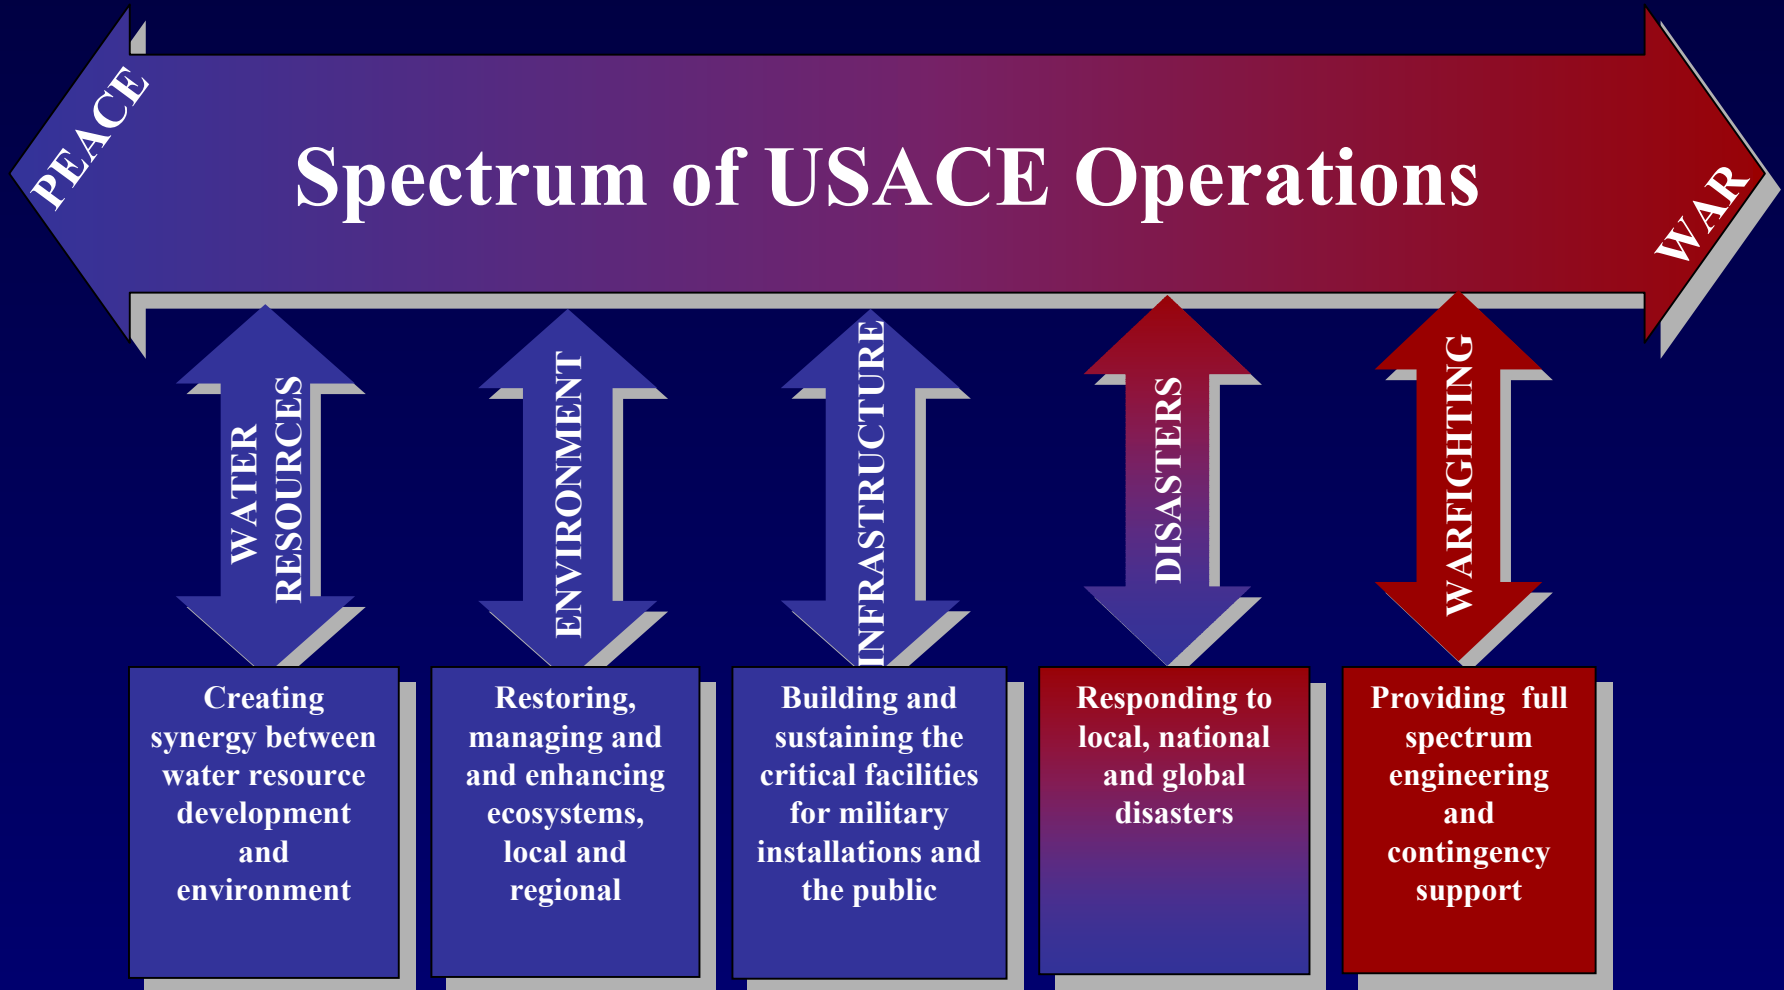 PEACE
Spectrum of USACE Operations
WAR
WATER
RESOURCES
ENVIRONMENT
INFRASTRUCTURE
DISASTERS
WARFIGHTING
Creating
synergy between
water resource
development
and
environment
Restoring,
managing and
and enhancing
ecosystems,
local and
regional
Building and
sustaining the
critical facilities
for military
installations and
the public
Responding to
local, national
and global
disasters
Providing  full
spectrum
engineering
and
contingency
support